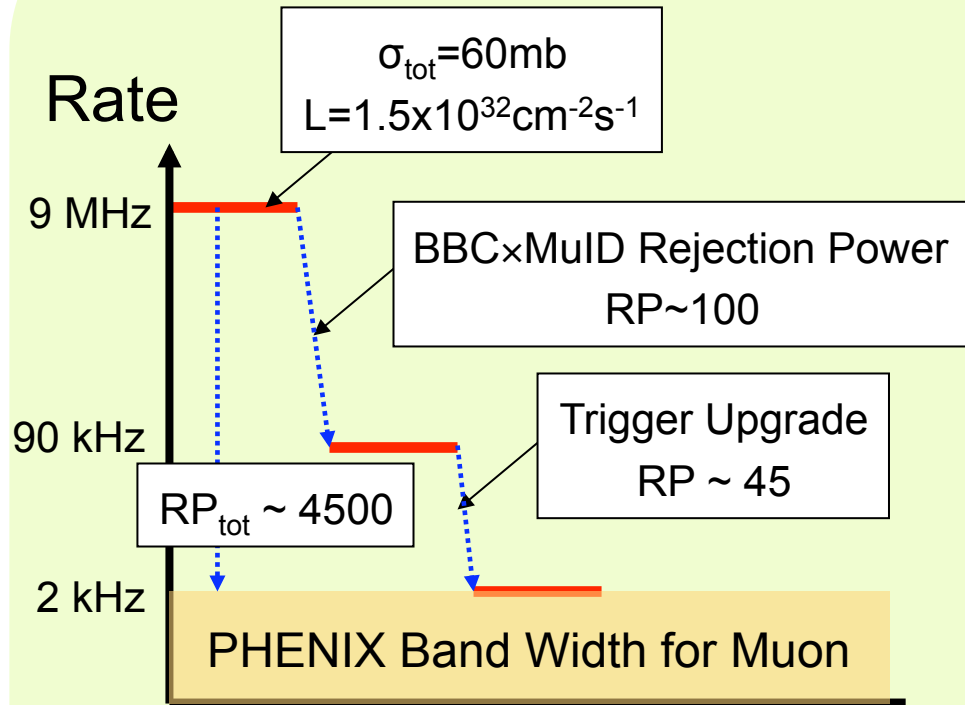 σtot=60mb
L=1.5x10³²cm⁻²s⁻¹
Rate
9 MHz
BBC×MuID Rejection Power
RP~100
90 kHz
Trigger Upgrade
RP ~ 45
RPtot ~ 4500
2 kHz
PHENIX Band Width for Muon